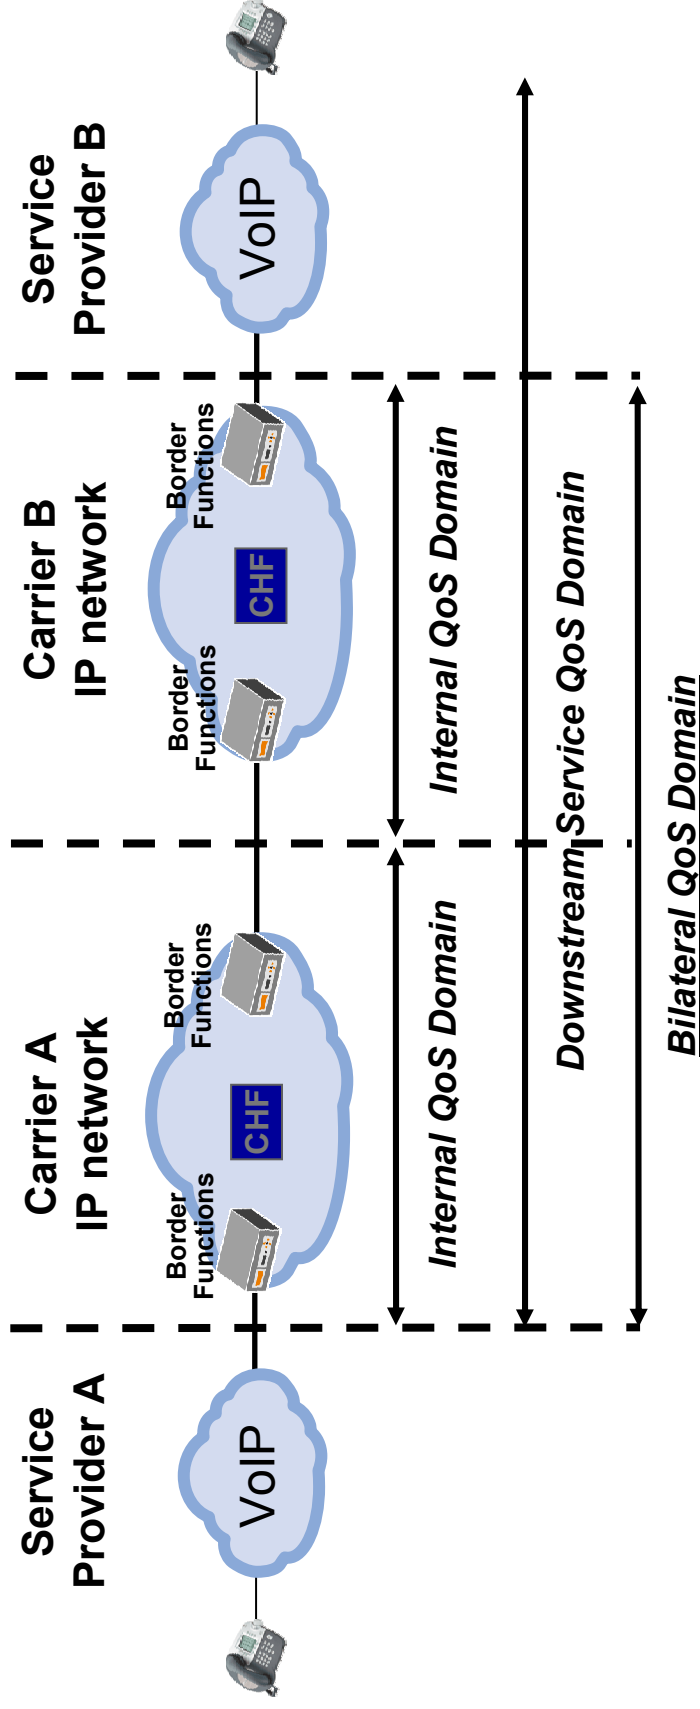 Service
Provider A
Carrier A
IP network
Carrier B
IP network
Service
Provider B
VoIP
Border
Functions
CHF
Border
Functions
Border
Functions
CHF
Border
Functions
VoIP
Internal QoS Domain
Internal QoS Domain
Downstream Service QoS Domain
Bilateral QoS Domain